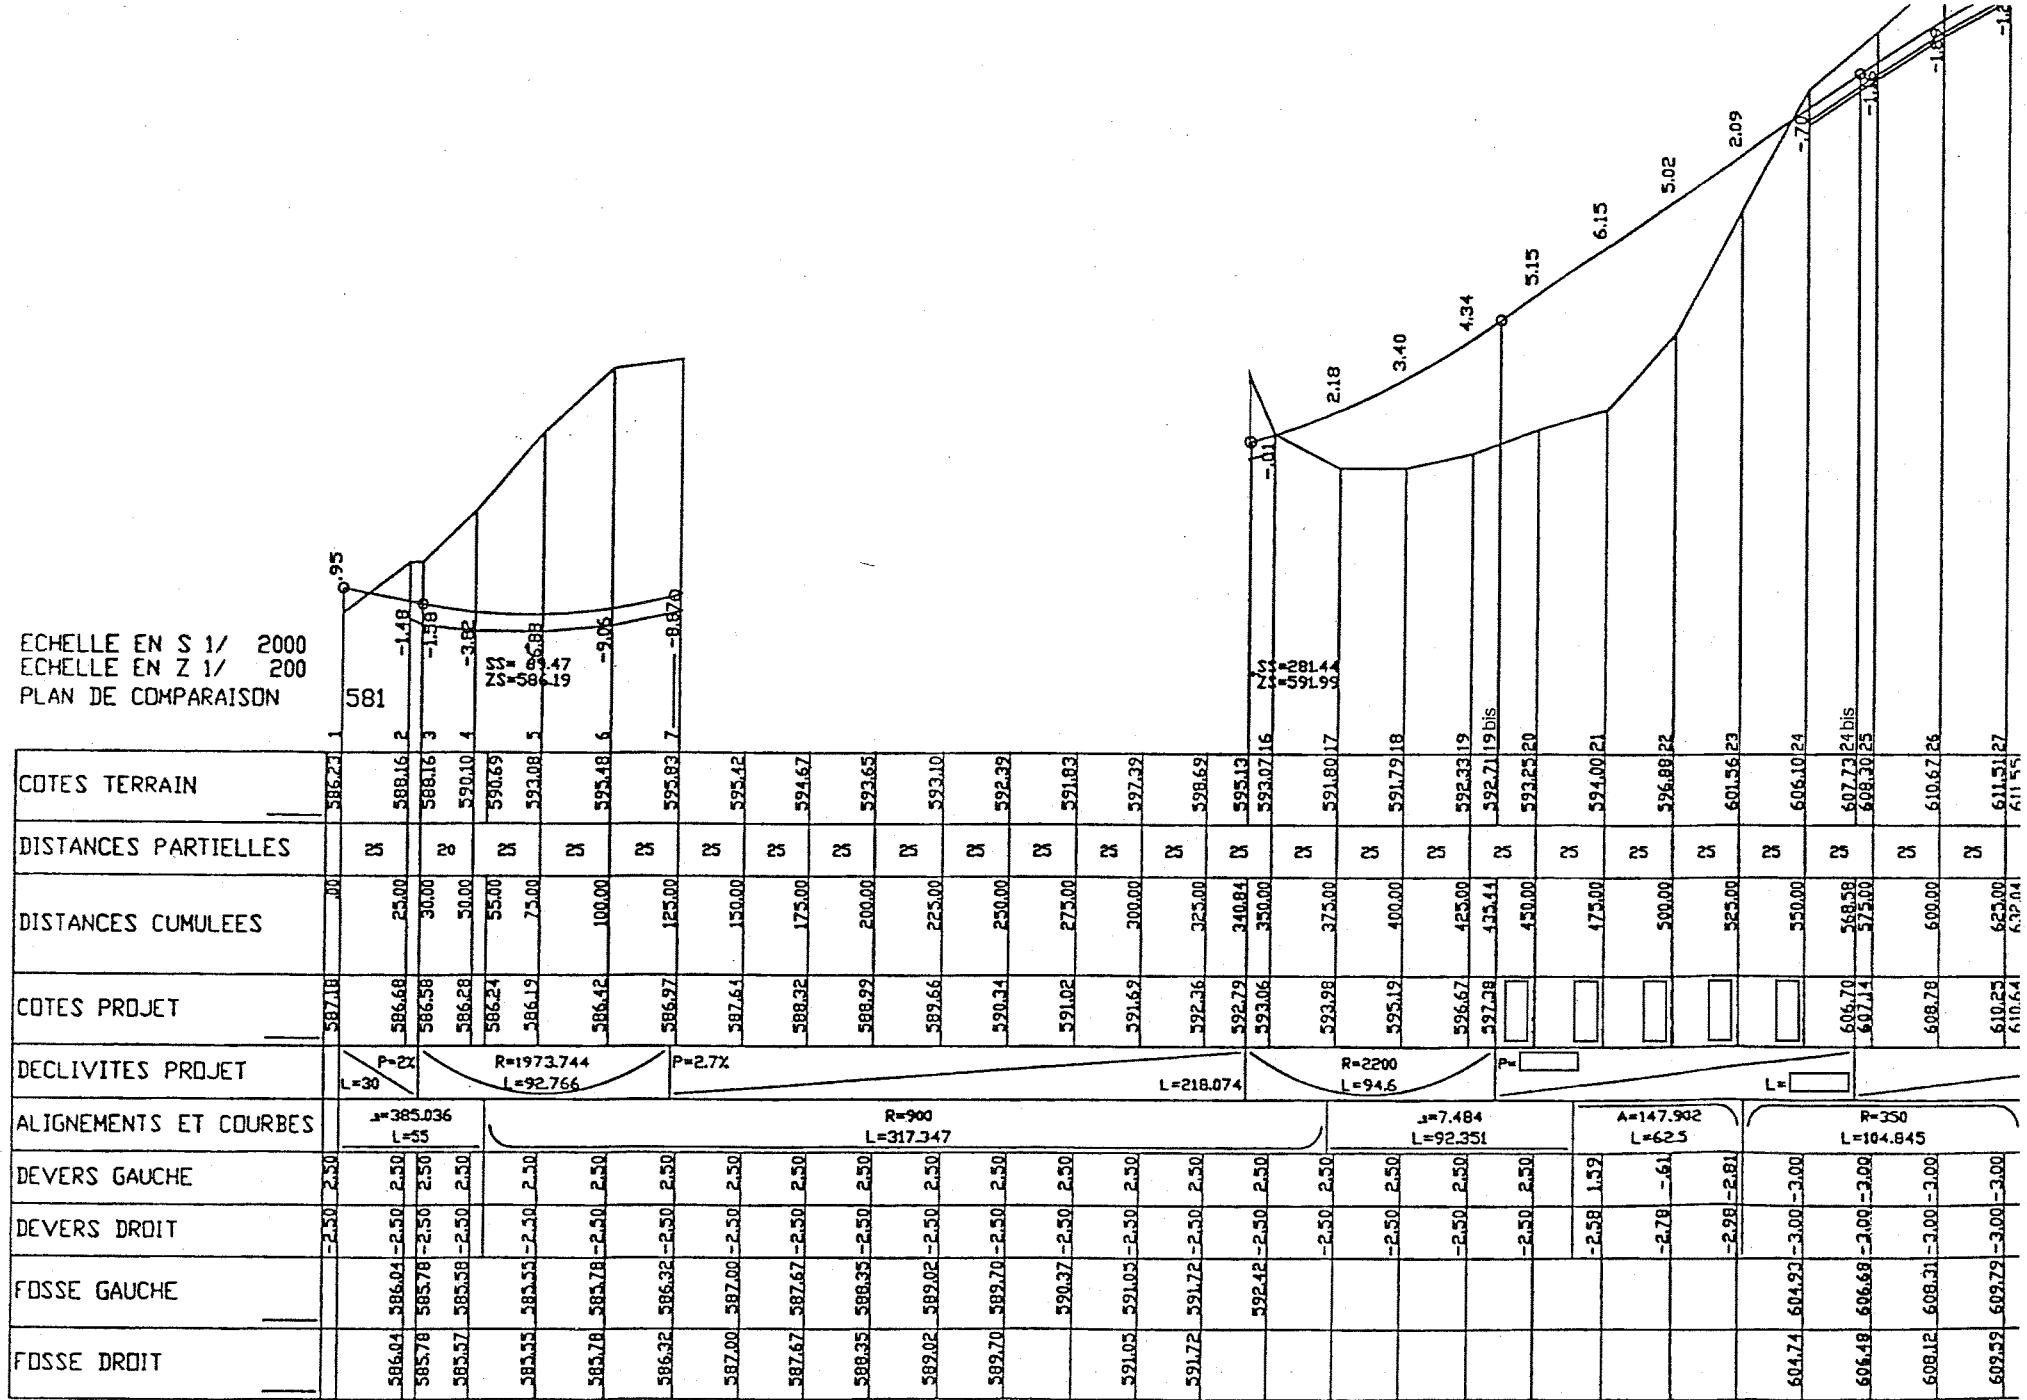 -1.2
-1.89
-1.15
-.70
2.09
5.02
6.15
5.15
4.34
3.40
2.18
-.01
.95
-1.48
-1.58
-3.82
-6.88
-9.06
-8.87
ECHELLE EN S 1/ 2000
ECHELLE EN Z 1/ 200
PLAN DE COMPARAISON 581
SS= 89.47
ZS=586.19
SS=281.44
ZS=591.99
1 2 3 4 5 6 7 16 17 18 19 19bis 20 21 22 23 24 24bis 25 26 27
COTES TERRAIN 586.23 588.16 588.16 590.10 590.69 593.08 595.48 595.83 595.42 594.67 593.65 593.10 592.39 591.83 597.39 598.69 595.13 593.07 591.80 591.79 592.33 592.71 593.25 594.00 596.88 601.56 606.10 607.73 608.30 610.67 611.51 611.55
DISTANCES PARTIELLES 25 20 25 25 25 25 25 25 25 25 25 25 25 25 25 25 25 25 25 25 25 25 25 25 25
DISTANCES CUMULEES .00 25.00 30.00 50.00 55.00 75.00 100.00 125.00 150.00 175.00 200.00 225.00 250.00 275.00 300.00 325.00 340.84 350.00 375.00 400.00 425.00 435.44 450.00 475.00 500.00 525.00 550.00 568.58 575.00 600.00 625.00 632.04
COTES PROJET 587.18 586.68 586.58 586.28 586.24 586.19 586.42 586.97 587.64 588.32 588.99 589.66 590.34 591.02 591.69 592.36 592.79 593.06 593.98 595.19 596.67 597.38 606.70 607.14 608.78 610.25 610.64
DECLIVITES PROJET P=2% R=1973.744 P=2.7% R=2200 P=
L=30 L=92.766 L=218.074 L=94.6 L=
ALIGNEMENTS ET COURBES =385.036 R=900 =7.484 A=147.902 R=350
L=55 L=317.347 L=92.351 L=62.5 L=104.845
DEVERS GAUCHE 2.50 2.50 2.50 2.50 2.50 2.50 2.50 2.50 2.50 2.50 2.50 2.50 2.50 2.50 2.50 2.50 2.50 2.50 2.50 2.50 1.59 -.61 -2.81 -3.00 -3.00 -3.00 -3.00
DEVERS DROIT -2.50 -2.50 -2.50 -2.50 -2.50 -2.50 -2.50 -2.50 -2.50 -2.50 -2.50 -2.50 -2.50 -2.50 -2.50 -2.50 -2.50 -2.50 -2.50 -2.50 -2.58 -2.78 -2.98 -3.00 -3.00 -3.00 -3.00
FOSSE GAUCHE 586.04 585.78 585.58 585.55 585.78 586.32 587.00 587.67 588.35 589.02 589.70 590.37 591.05 591.72 592.42 604.93 606.68 608.31 609.79
FOSSE DROIT 586.04 585.78 585.57 585.55 585.78 586.32 587.00 587.67 588.35 589.02 589.70 591.05 591.72 604.74 606.48 608.12 609.59